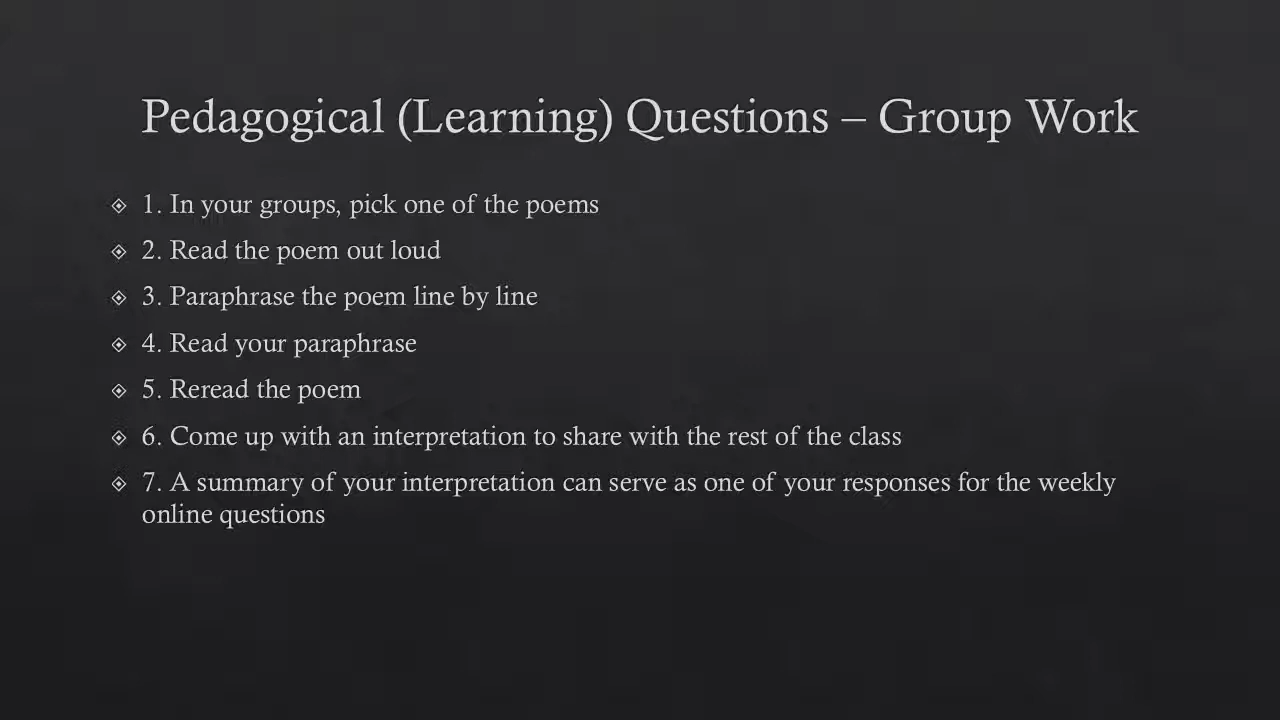 Pedagogical (Learning) Questions – Group Work
1. In your groups, pick one of the poems
2. Read the poem out loud
3. Paraphrase the poem line by line
4. Read your paraphrase
5. Reread the poem
6. Come up with an interpretation to share with the rest of the class
7. A summary of your interpretation can serve as one of your responses for the weekly
online questions